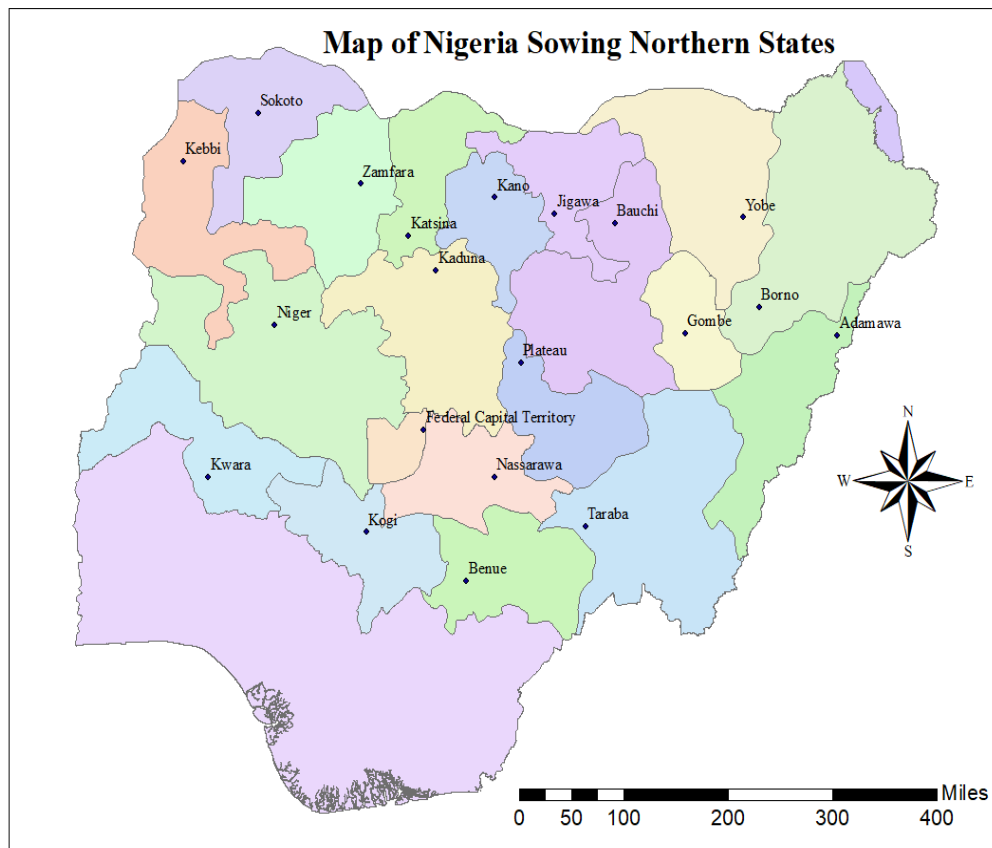 Map of Nigeria Sowing Northern States
Sokoto
Kebbi
Zamfara
Kano
Jigawa
Bauchi
Yobe
Katsina
Kaduna
Borno
Niger
Gombe
Adamawa
Plateau
Federal Capital Territory
N
Kwara
Nassarawa
W
E
Kogi
Taraba
S
Benue
Miles
0
50
100
200
300
400